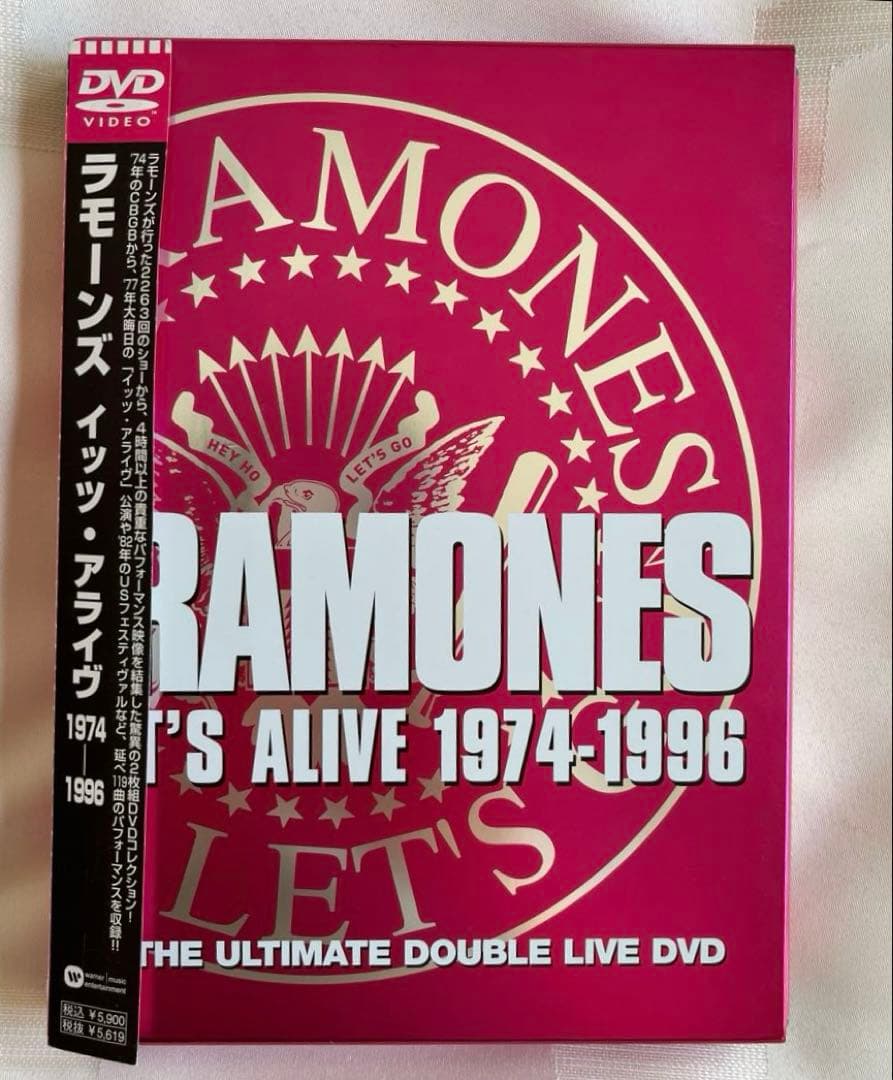 DVD
VIDEO
ラモーンズ イッツ・アライヴ 1974―1996
ラモーンズが行った2263回のショーから、4時間以上の貴重なパフォーマンス映像を結集した驚異の2枚組DVDコレクション!
'74年のCBGBから、'77年大晦日の「イッツ・アライヴ」公演や'82年のUSフェスティヴァルなど、延べ119曲のパフォーマンスを収録!!
warner music
entertainment
税込 ¥5,900
税抜 ¥5,619
RAMONES
HEY HO
LET'S GO
RAMONES
IT'S ALIVE 1974-1996
LET'S
THE ULTIMATE DOUBLE LIVE DVD